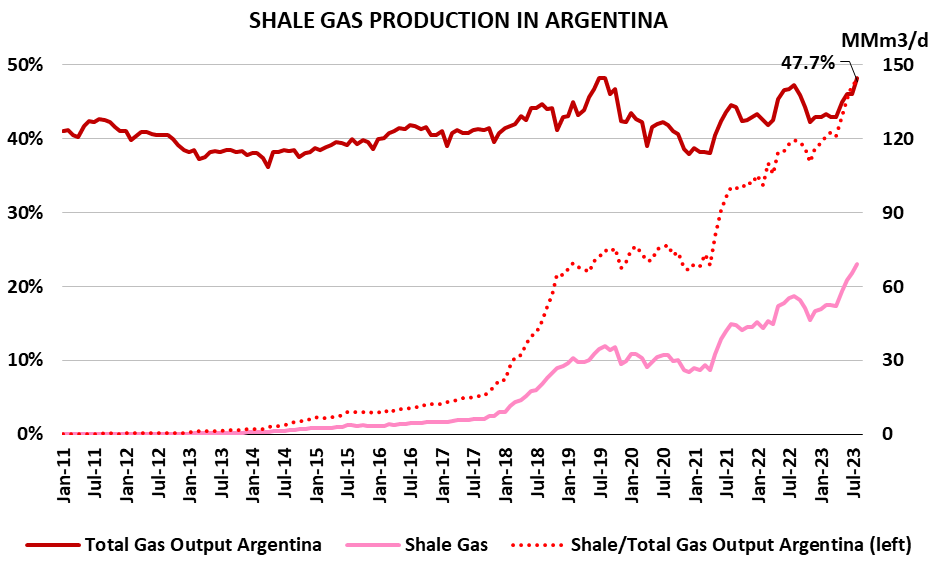 SHALE GAS PRODUCTION IN ARGENTINA
MMm3/d
47.7%
50%
40%
30%
20%
10%
0%
150
120
90
60
30
0
Jan-11
Jul-11
Jan-12
Jul-12
Jan-13
Jul-13
Jan-14
Jul-14
Jan-15
Jul-15
Jan-16
Jul-16
Jan-17
Jul-17
Jan-18
Jul-18
Jan-19
Jul-19
Jan-20
Jul-20
Jan-21
Jul-21
Jan-22
Jul-22
Jan-23
Jul-23
Total Gas Output Argentina
Shale Gas
Shale/Total Gas Output Argentina (left)